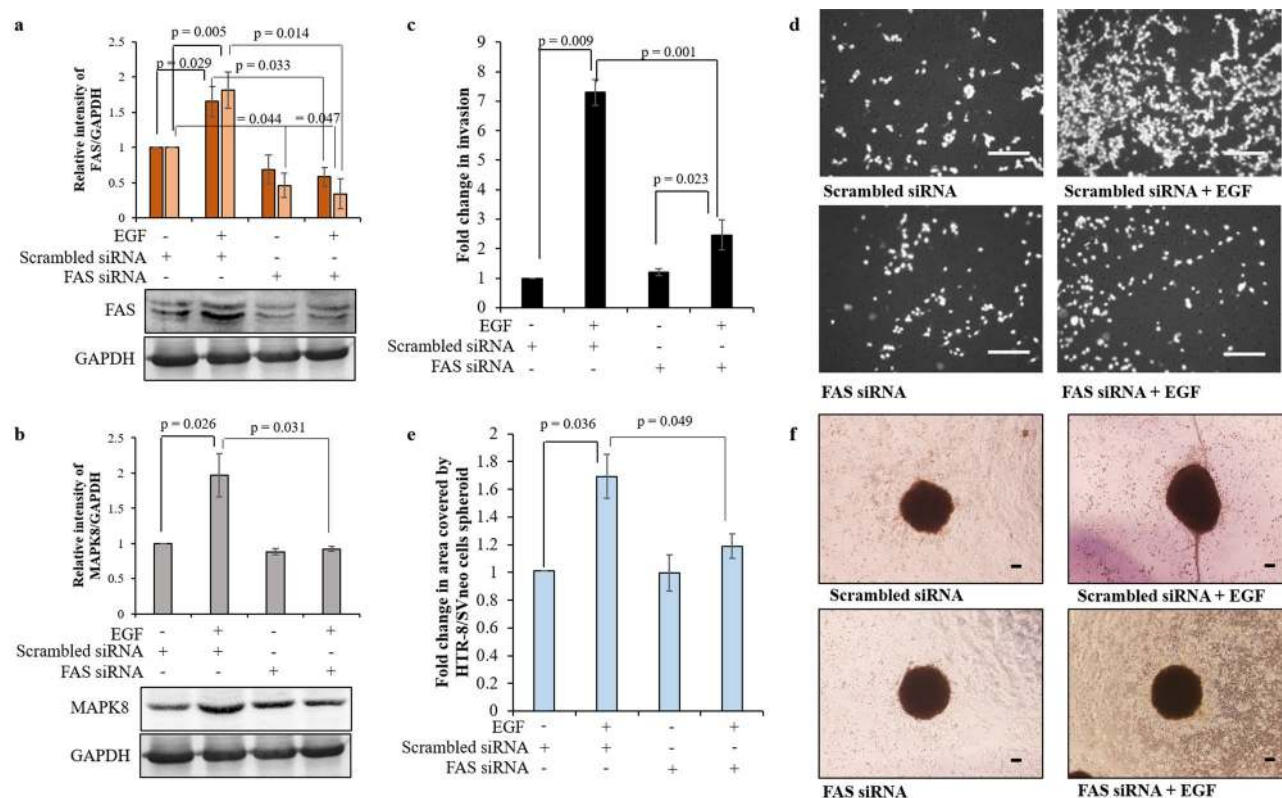 a
Relative intensity of
FAS/GAPDH
2.5
2
1.5
1
0.5
0
p = 0.005
p = 0.014
p = 0.029
p = 0.033
= 0.044
= 0.047
EGF - + - +
Scrambled siRNA + + - -
FAS siRNA - - + +
FAS
GAPDH
b
Relative intensity of
MAPK8/GAPDH
2.5
2
1.5
1
0.5
0
p = 0.026
p = 0.031
EGF - + - +
Scrambled siRNA + + - -
FAS siRNA - - + +
MAPK8
GAPDH
c
Fold change in invasion
9
8
7
6
5
4
3
2
1
0
p = 0.009
p = 0.001
p = 0.023
EGF - + - +
Scrambled siRNA + + - -
FAS siRNA - - + +
e
Fold change in area covered by
HTR-8/SVneo cells spheroid
2
1.8
1.6
1.4
1.2
1
0.8
0.6
0.4
0.2
0
p = 0.036
p = 0.049
EGF - + - +
Scrambled siRNA + + - -
FAS siRNA - - + +
d
Scrambled siRNA
Scrambled siRNA + EGF
FAS siRNA
FAS siRNA + EGF
f
Scrambled siRNA
Scrambled siRNA + EGF
FAS siRNA
FAS siRNA + EGF